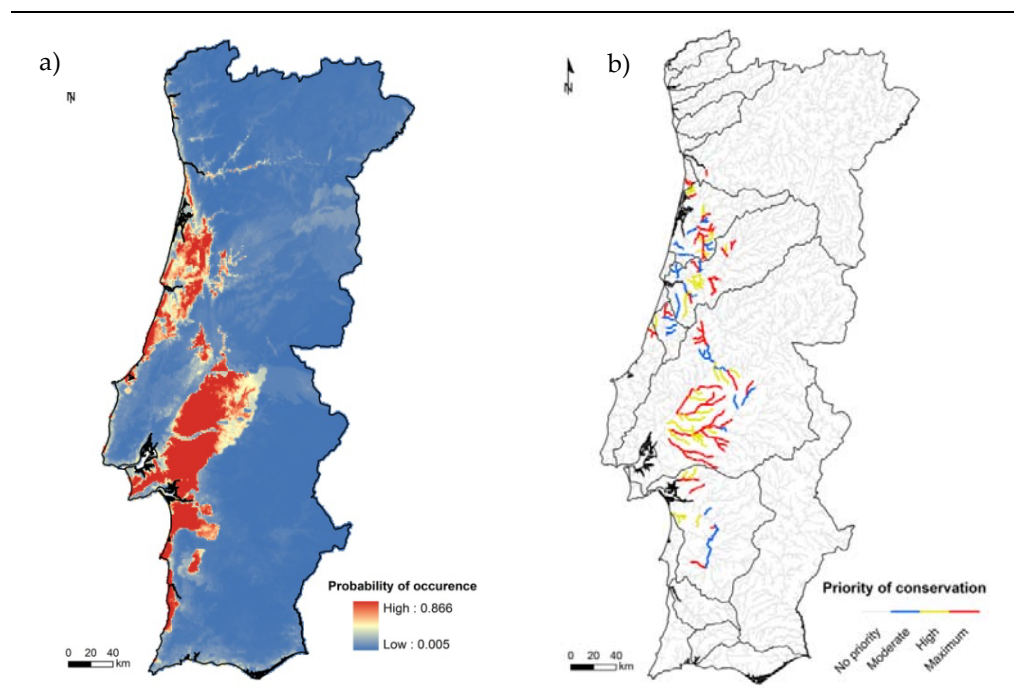 a)
N
Probability of occurence
High : 0.866
Low : 0.005
0 20 40
km
b)
N
Priority of conservation
No priority
Moderate
High
Maximum
0 20 40
km